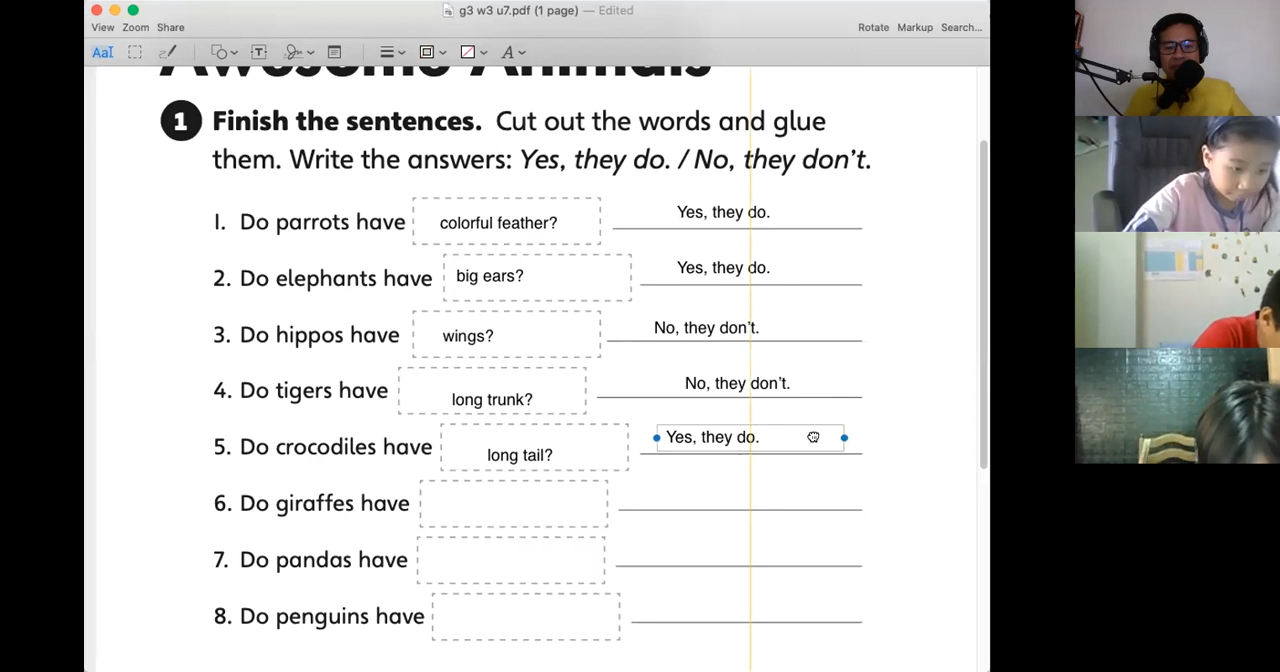 g3 w3 u7.pdf (1 page) — Edited
View Zoom Share Rotate Markup Search...
AaI T A
Awesome Animals
1 Finish the sentences. Cut out the words and glue
them. Write the answers: Yes, they do. / No, they don't.
1. Do parrots have colorful feather? Yes, they do.
2. Do elephants have big ears? Yes, they do.
3. Do hippos have wings? No, they don't.
4. Do tigers have long trunk? No, they don't.
5. Do crocodiles have long tail? Yes, they do.
6. Do giraffes have
7. Do pandas have
8. Do penguins have